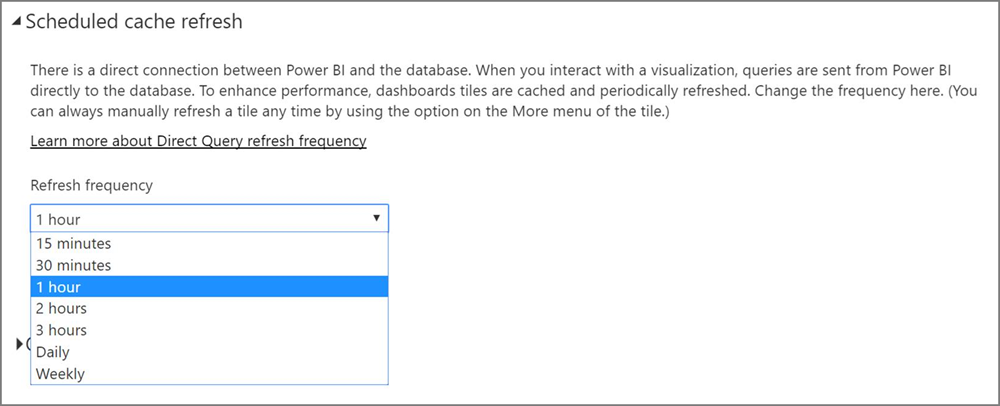 Scheduled cache refresh
There is a direct connection between Power BI and the database. When you interact with a visualization, queries are sent from Power BI
directly to the database. To enhance performance, dashboards tiles are cached and periodically refreshed. Change the frequency here. (You
can always manually refresh a tile any time by using the option on the More menu of the tile.)
Learn more about Direct Query refresh frequency
Refresh frequency
1 hour
15 minutes
30 minutes
1 hour
2 hours
3 hours
Daily
Weekly